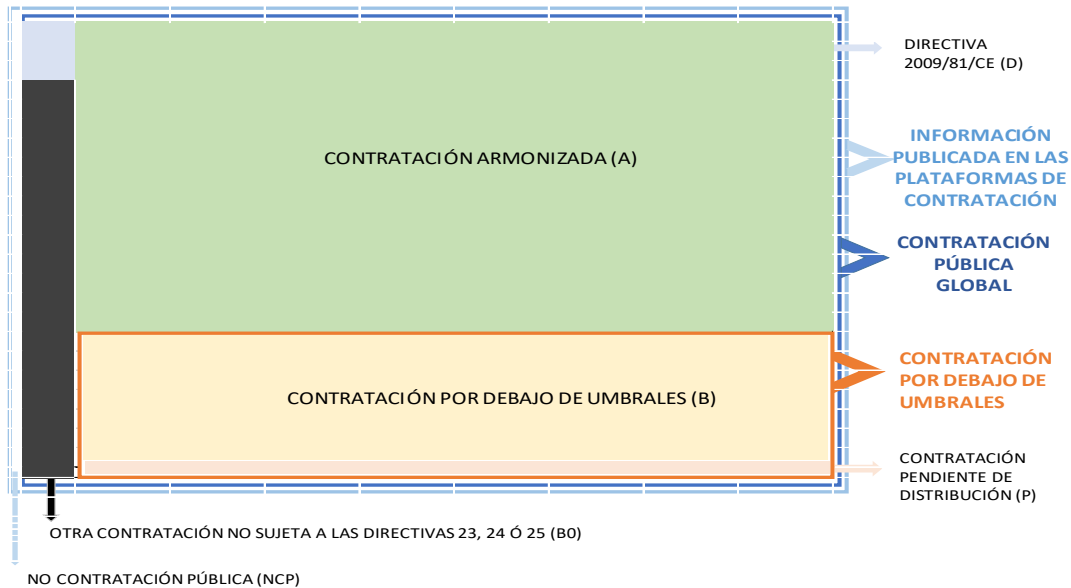 DIRECTIVA
2009/81/CE (D)
CONTRATACIÓN ARMONIZADA (A)
INFORMACIÓN
PUBLICADA EN LAS
PLATAFORMAS DE
CONTRATACIÓN
CONTRATACIÓN
PÚBLICA
GLOBAL
CONTRATACIÓN POR DEBAJO DE UMBRALES (B)
CONTRATACIÓN
POR DEBAJO DE
UMBRALES
CONTRATACIÓN
PENDIENTE DE
DISTRIBUCIÓN (P)
OTRA CONTRATACIÓN NO SUJETA A LAS DIRECTIVAS 23, 24 Ó 25 (B0)
NO CONTRATACIÓN PÚBLICA (NCP)